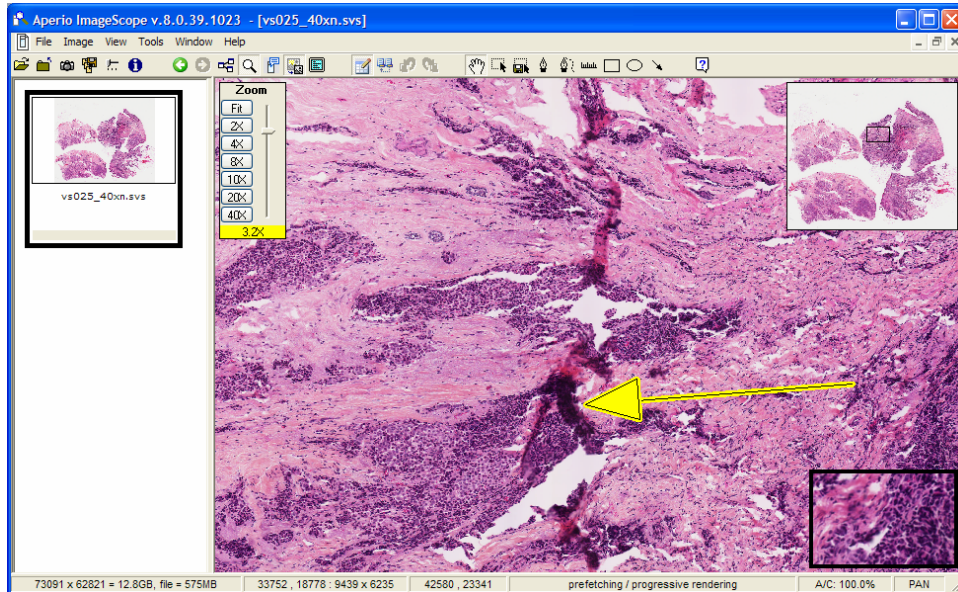 Aperio ImageScope v.8.0.39.1023 - [vs025_40xn.svs]
File Image View Tools Window Help
Zoom
Fit
2X
4X
8X
10X
20X
40X
3.2X
vs025_40xn.svs
73091 x 62821 = 12.8GB, file = 575MB 33752 , 18778 : 9439 x 6235 42580 , 23341 prefetching / progressive rendering A/C: 100.0% PAN